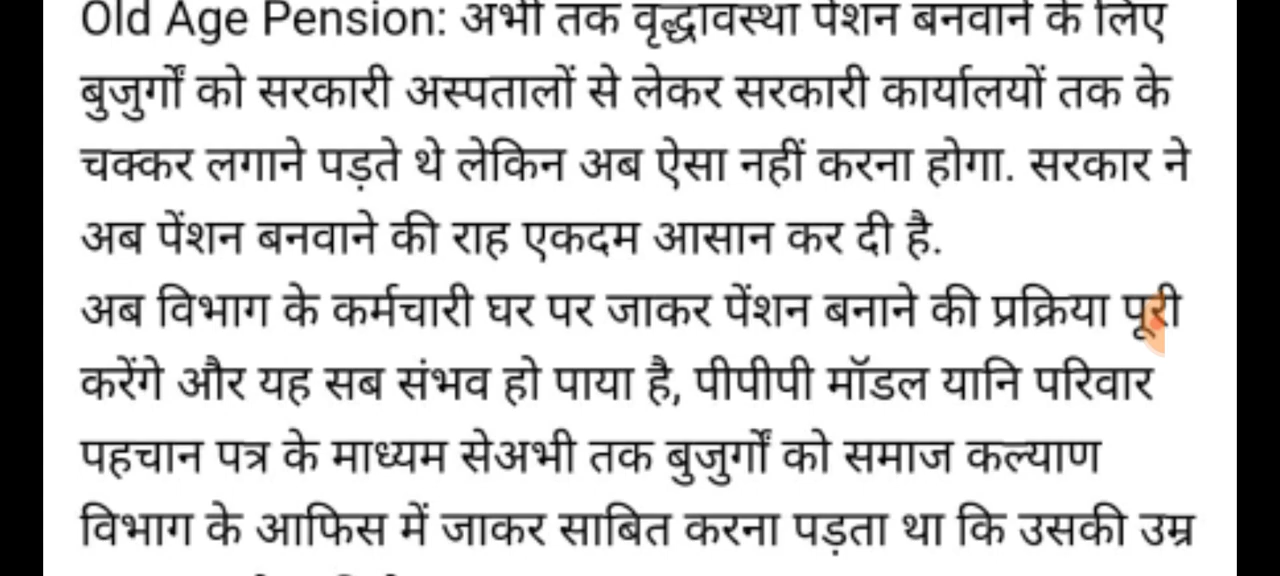 Old Age Pension: अभी तक वृद्धावस्था पेंशन बनवाने के लिए
बुजुर्गों को सरकारी अस्पतालों से लेकर सरकारी कार्यालयों तक के
चक्कर लगाने पड़ते थे लेकिन अब ऐसा नहीं करना होगा. सरकार ने
अब पेंशन बनवाने की राह एकदम आसान कर दी है.
अब विभाग के कर्मचारी घर पर जाकर पेंशन बनाने की प्रक्रिया पूरी
करेंगे और यह सब संभव हो पाया है, पीपीपी मॉडल यानि परिवार
पहचान पत्र के माध्यम सेअभी तक बुजुर्गों को समाज कल्याण
विभाग के आफिस में जाकर साबित करना पड़ता था कि उसकी उम्र